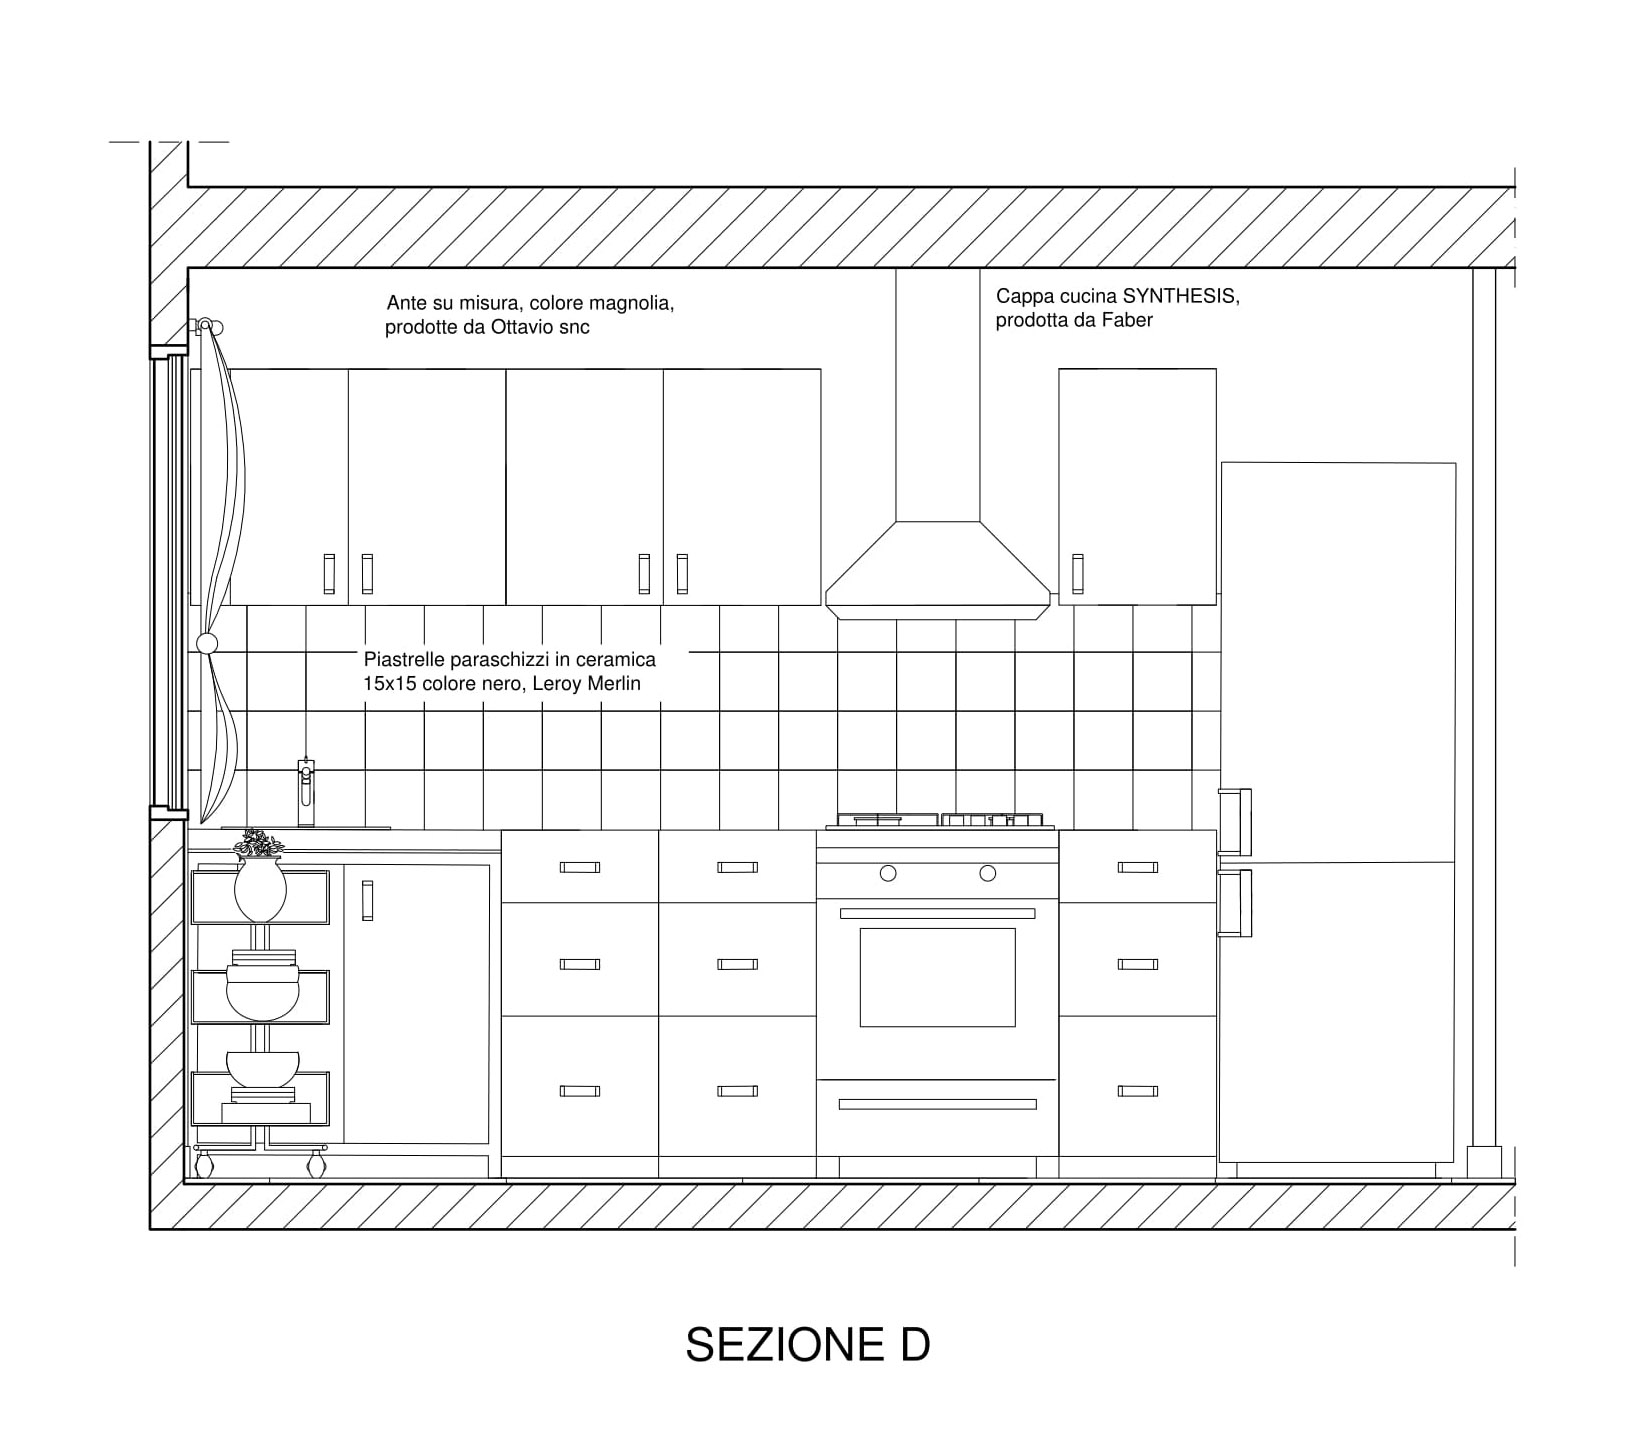 Ante su misura, colore magnolia,
prodotte da Ottavio snc
Cappa cucina SYNTHESIS,
prodotta da Faber
Piastrelle paraschizzi in ceramica
15x15 colore nero, Leroy Merlin
SEZIONE D